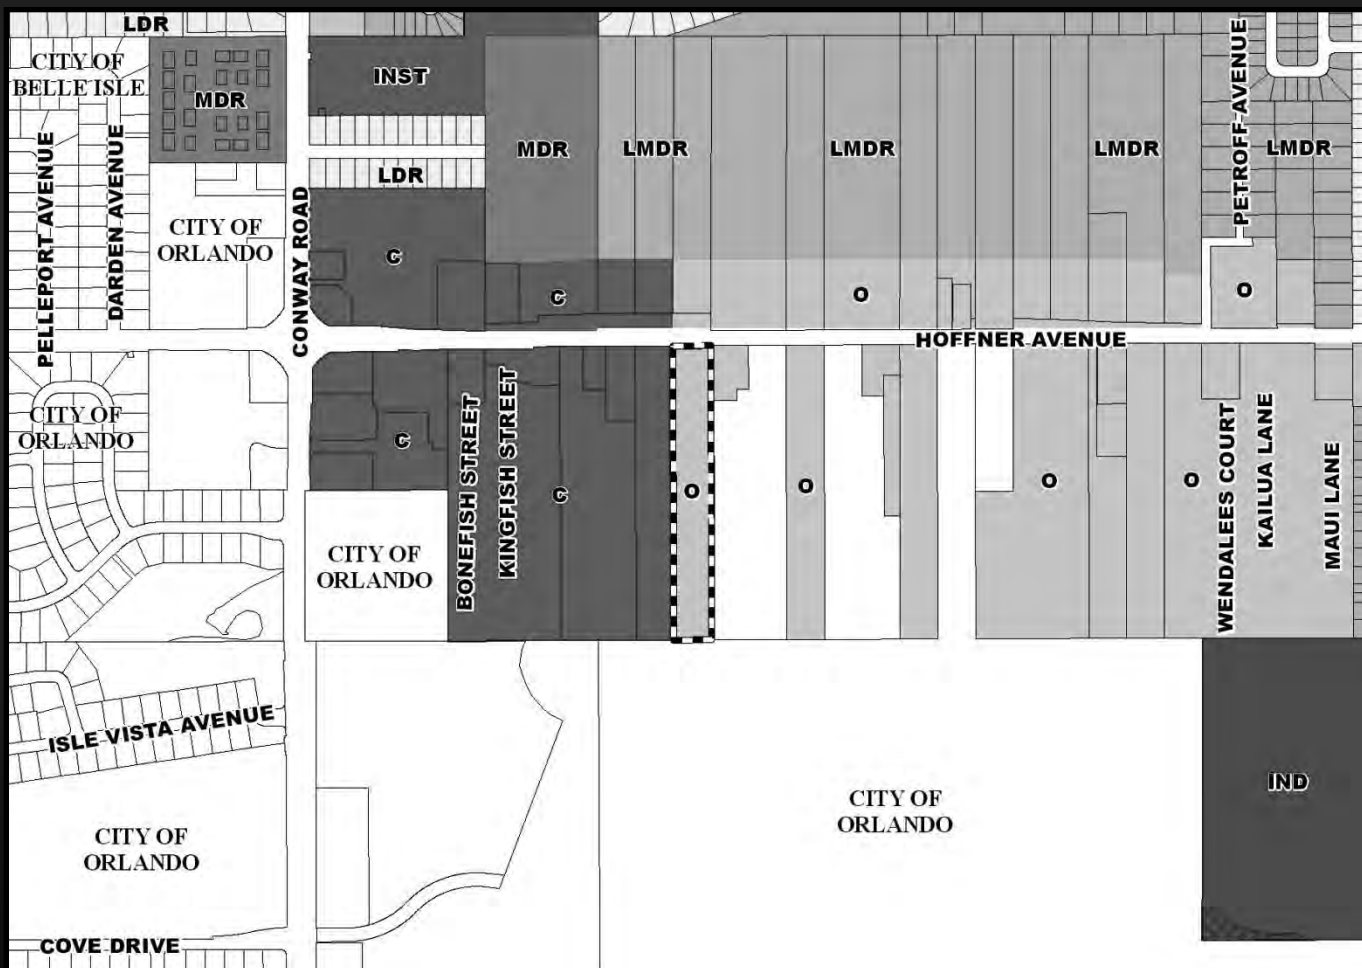 LDR
CITY OF
BELLE ISLE
MDR
INST
PETROFF AVENUE
MDR
LMDR
LMDR
LMDR
LMDR
PELLEPORT AVENUE
DARDEN AVENUE
LDR
CITY OF
ORLANDO
CONWAY ROAD
C
C
O
O
HOFFNER AVENUE
CITY OF
ORLANDO
C
BONEFISH STREET
KINGFISH STREET
C
O
O
O
O
WENDALEES COURT
KAILUA LANE
MAUI LANE
CITY OF
ORLANDO
ISLE VISTA AVENUE
IND
CITY OF
ORLANDO
CITY OF
ORLANDO
COVE DRIVE